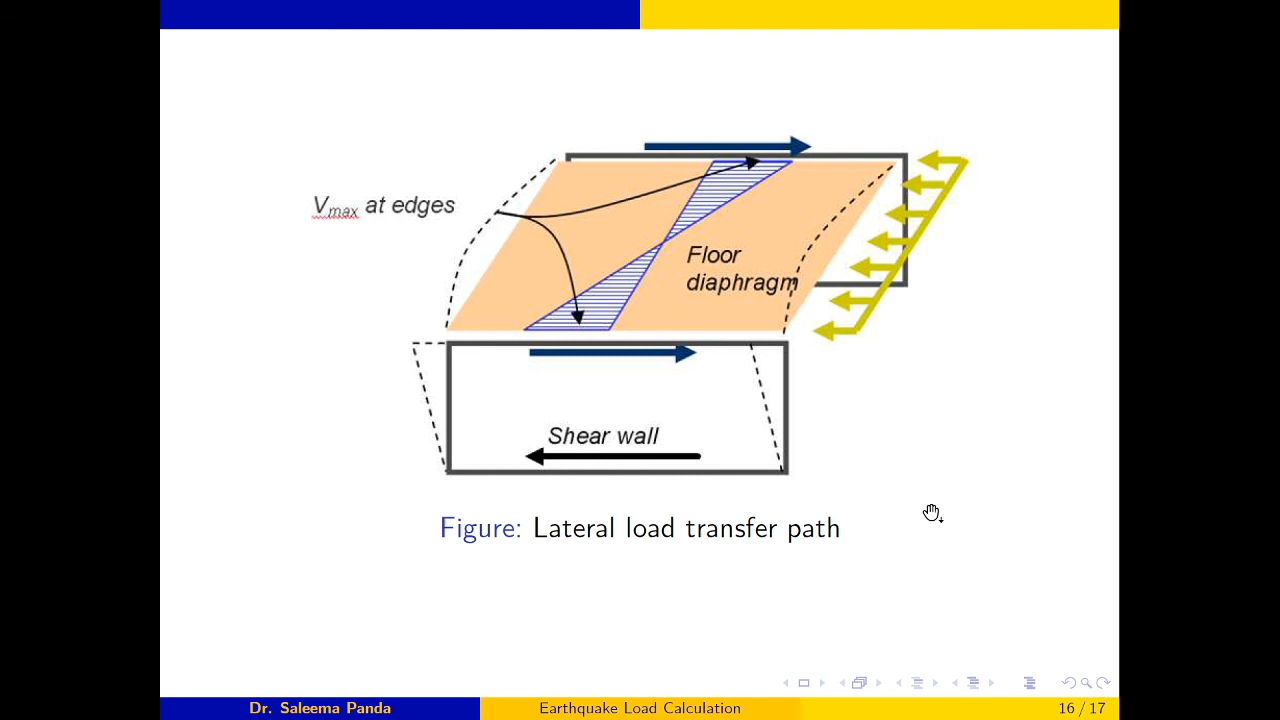 Vmax at edges
Floor
diaphragm
Shear wall
Figure: Lateral load transfer path
Dr. Saleema Panda
Earthquake Load Calculation
16 / 17